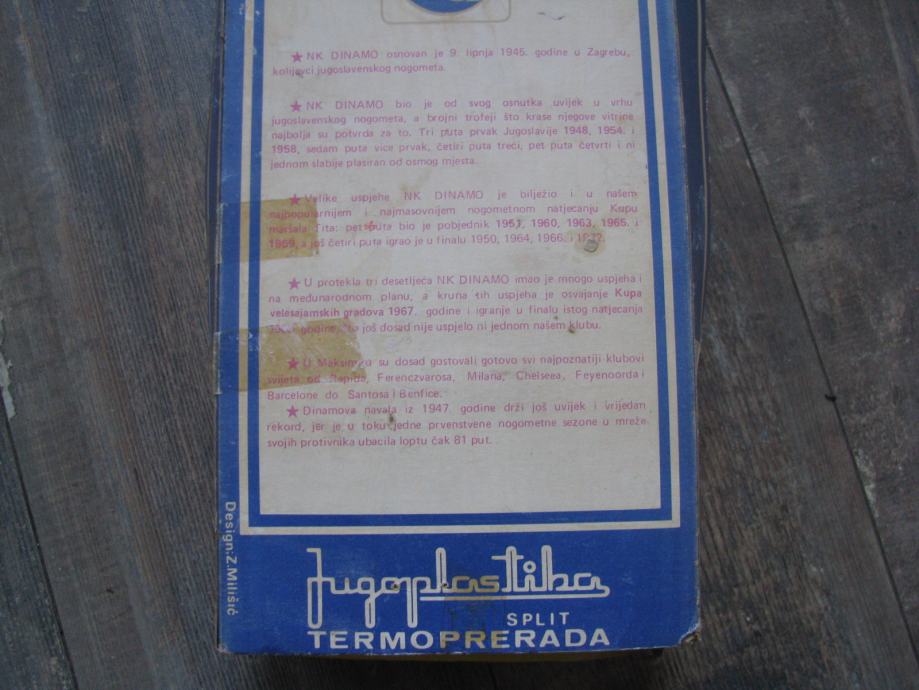 ★ NK DINAMO osnovan je 9. lipnja 1945. godine u Zagrebu,
kolijevci jugoslavenskog nogometa.
★ NK DINAMO bio je od svog osnutka uvijek u vrhu
jugoslavenskog nogometa, a brojni trofeji što krase njegove vitrine
najbolja su potvrda za to. Tri puta prvak Jugoslavije 1948, 1954. i
1958, sedam puta vice prvak, četiri puta treći, pet puta četvrti i ni
jednom slabije plasiran od osmog mjesta.
★ Velike uspjehe NK DINAMO je bilježio i u našem
najbopularnijem i najmasovnijem nogometnom natjecanju Kupu
maršala Tita: pet puta bio je pobjednik 1951, 1960, 1963, 1965. i
1969, a još četiri puta igrao je u finalu 1950, 1964, 1966. i
★ U protekla tri desetljeća NK DINAMO imao je mnogo uspjeha i
na međunarodnom planu, a kruna tih uspjeha je osvajanje Kupa
velesajamskih gradova 1967. godine i igranje u finalu istog natjecanja
godine, što još dosad nije uspjelo ni jednom našem klubu.
★ U Maksimiru su dosad gostovali gotovo svi najpoznatiji klubovi
svijeta od Rapida, Ferenczvarosa, Milana, Chelseea, Feyenoorda i
Barcelone do Santosa i Benfice.
★ Dinamova navala iz 1947. godine drži još uvijek i vrijedan
rekord, jer je u toku jedne prvenstvene nogometne sezone u mreže
svojih protivnika ubacila loptu čak 81 put.
Design: Z. Milišić
Jugoplastika
SPLIT
TERMOPRERADA